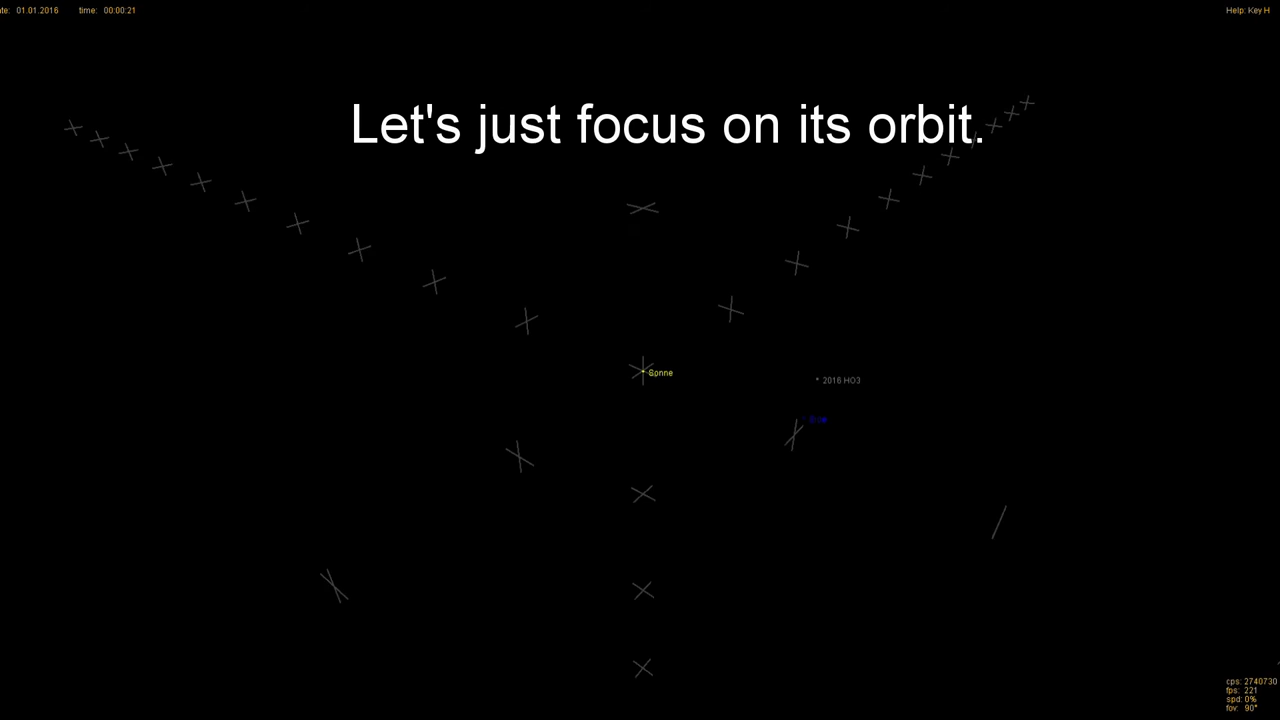 te: 01.01.2016 time: 00:00:21 Help: Key H
Let's just focus on its orbit.
Sonne
2016 HO3
cps: 2740730
fps: 221
spd: 0%
fov: 90°